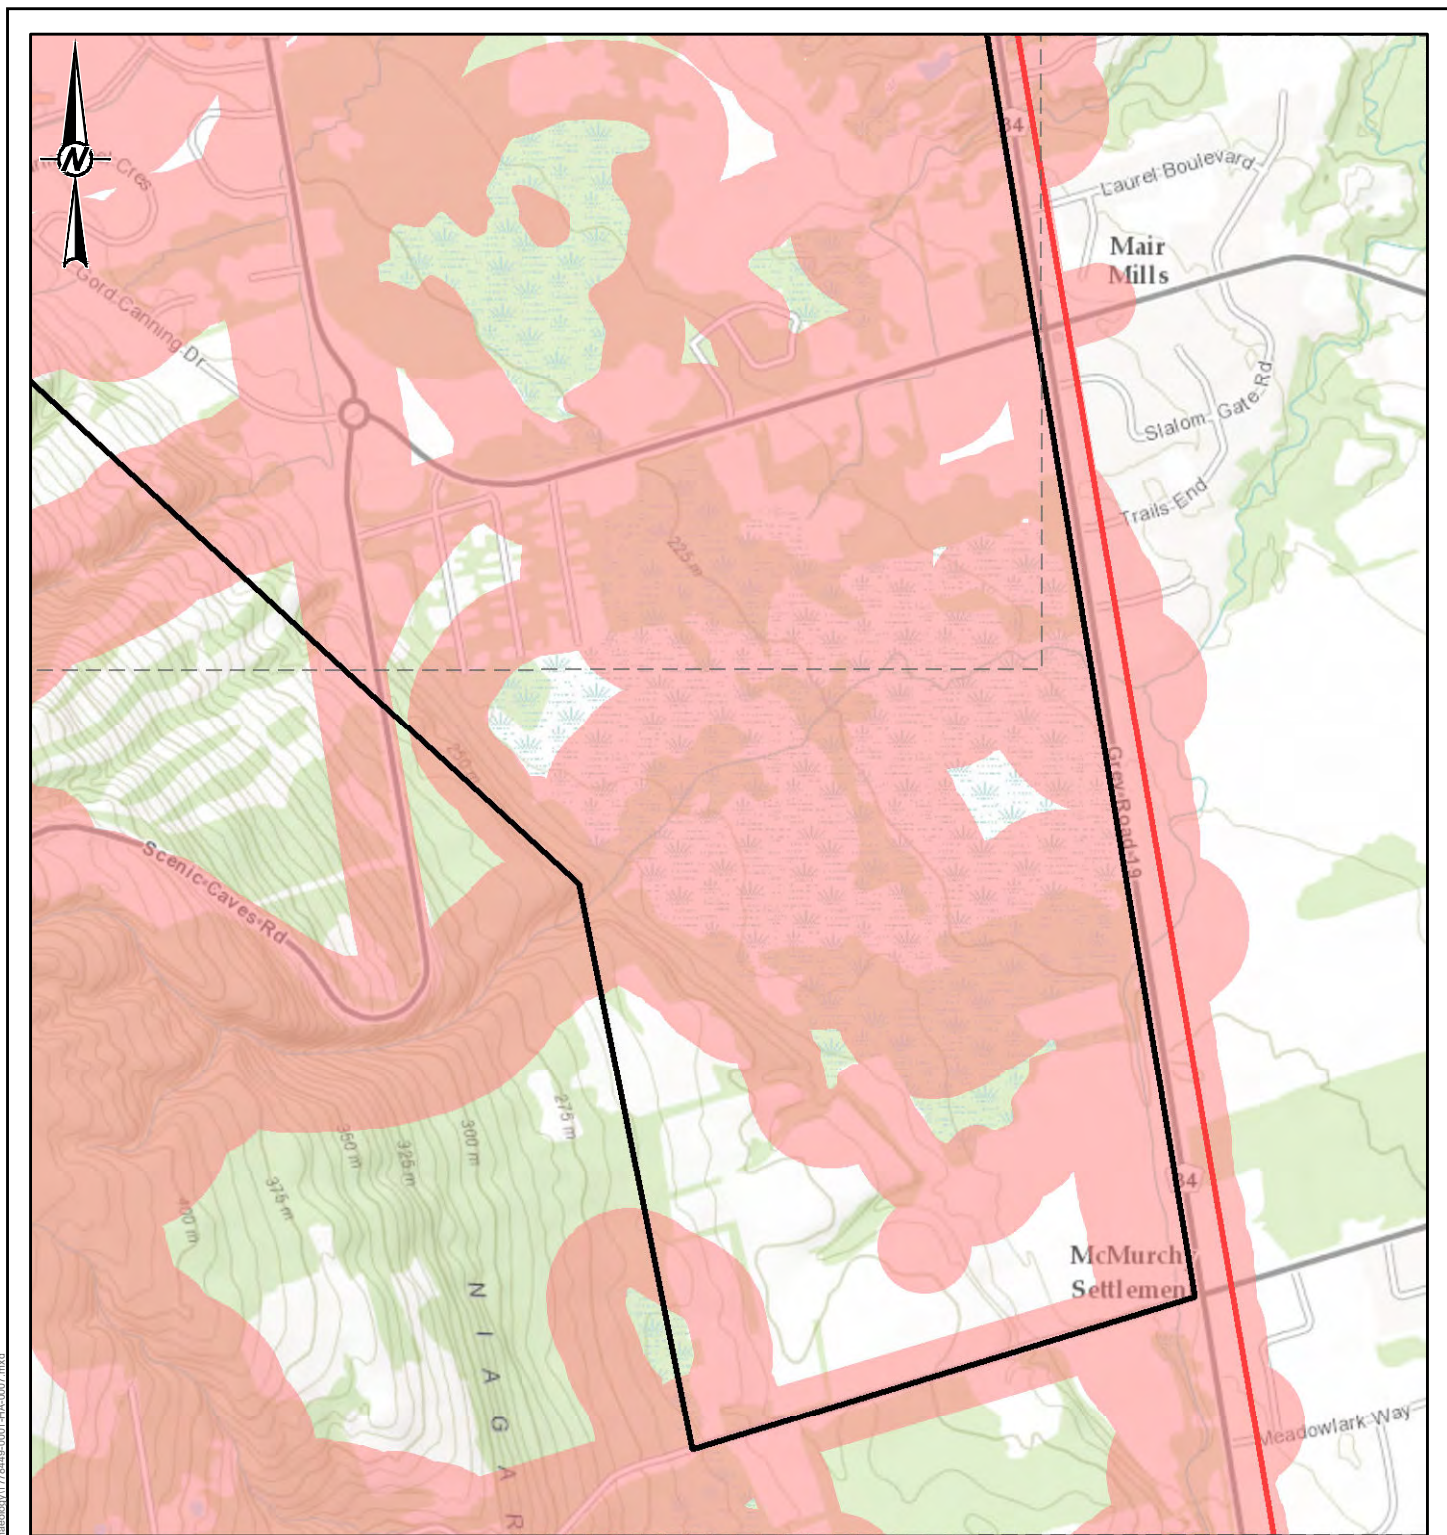 N
34
Laurel Boulevard
Mair
Mills
Cres
Gord Canning Dr
Slalom Gate Rd
Trails End
225 m
250 m
Grey Road 19
Scenic Caves Rd
275 m
300 m
325 m
350 m
375 m
400 m
34
McMurchy
Settlemen
N I A G A R
Meadowlark Way